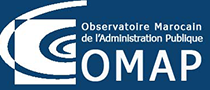 Observatoire Marocain
de l'Administration Publique
OMAP